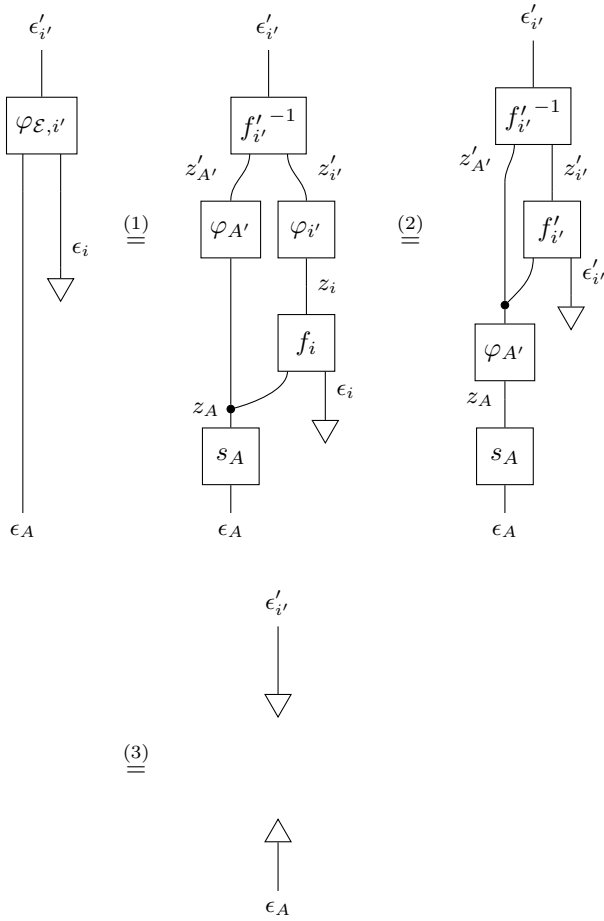 ϵ′_{i′} ϵ′_{i′} ϵ′_{i′}
φ_{ℰ,i′} f′_{i′}^{−1} f′_{i′}^{−1}
z′_{A′} z′_{i′} z′_{A′} z′_{i′}
(1) φ_{A′} φ_{i′} (2) f′_{i′}
= =
ϵ_i z_i ϵ′_{i′}
f_i φ_{A′}
z_A ϵ_i z_A
s_A s_A
ϵ_A ϵ_A ϵ_A
ϵ′_{i′}
(3)
=
ϵ_A